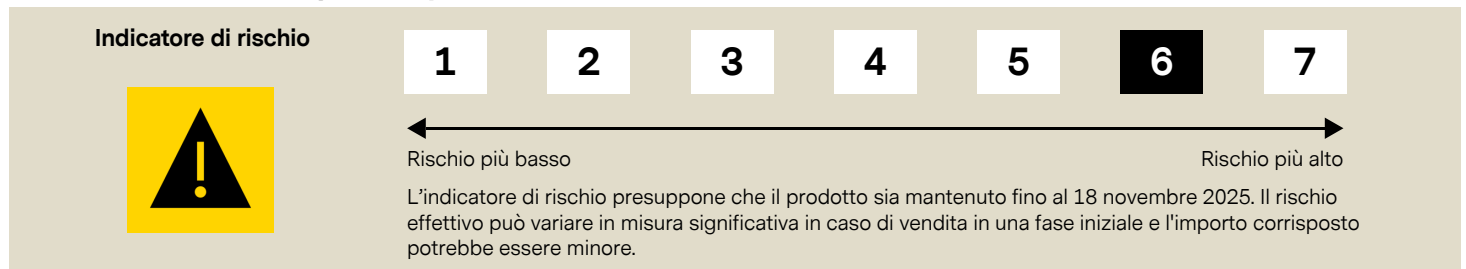 Indicatore di rischio
1 2 3 4 5 6 7
Rischio più basso Rischio più alto
L’indicatore di rischio presuppone che il prodotto sia mantenuto fino al 18 novembre 2025. Il rischio
effettivo può variare in misura significativa in caso di vendita in una fase iniziale e l'importo corrisposto
potrebbe essere minore.